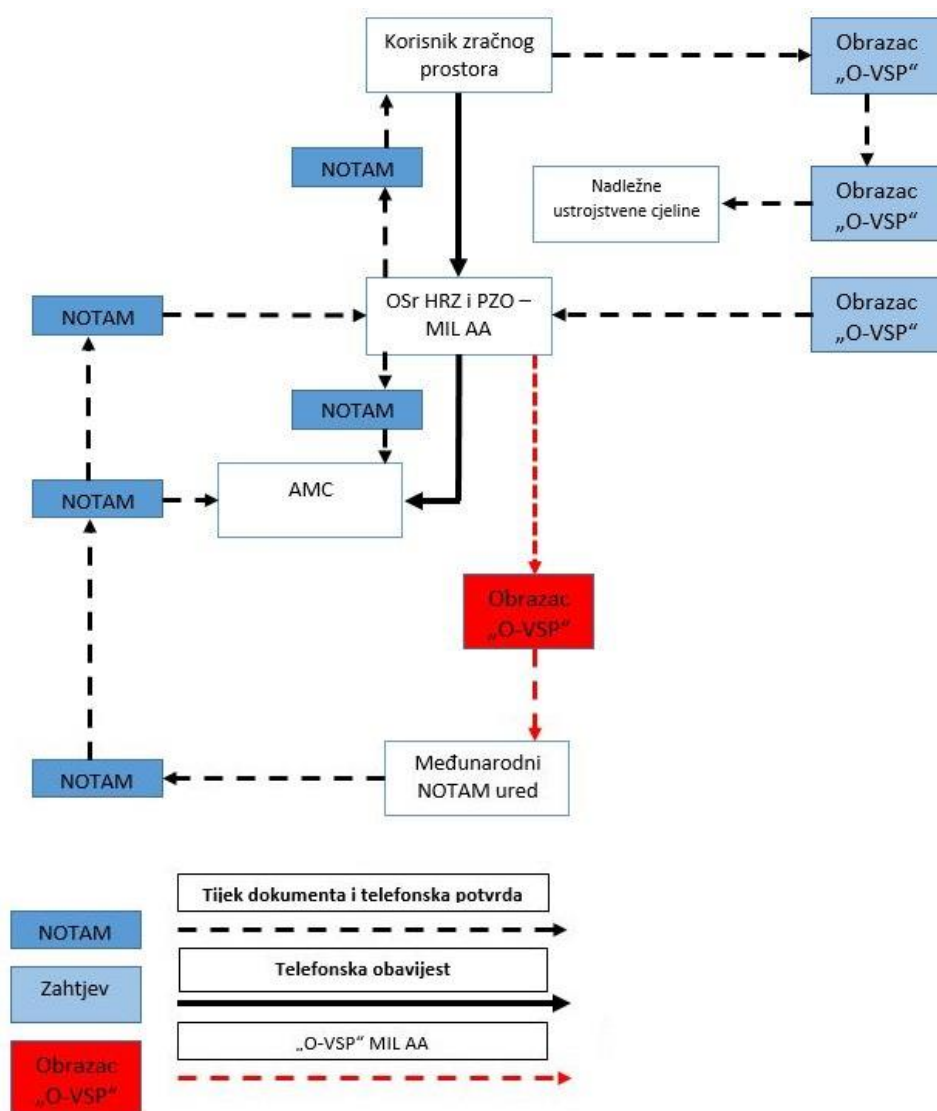 Korisnik zračnog
prostora
Obrazac
„O-VSP“
NOTAM
Nadležne
ustrojstvene cjeline
Obrazac
„O-VSP“
NOTAM
OSr HRZ i PZO –
MIL AA
Obrazac
„O-VSP“
NOTAM
NOTAM
AMC
Obrazac
„O-VSP“
NOTAM
Međunarodni
NOTAM ured
Tijek dokumenta i telefonska potvrda
NOTAM
Telefonska obavijest
Zahtjev
„O-VSP“ MIL AA
Obrazac
„O-VSP“